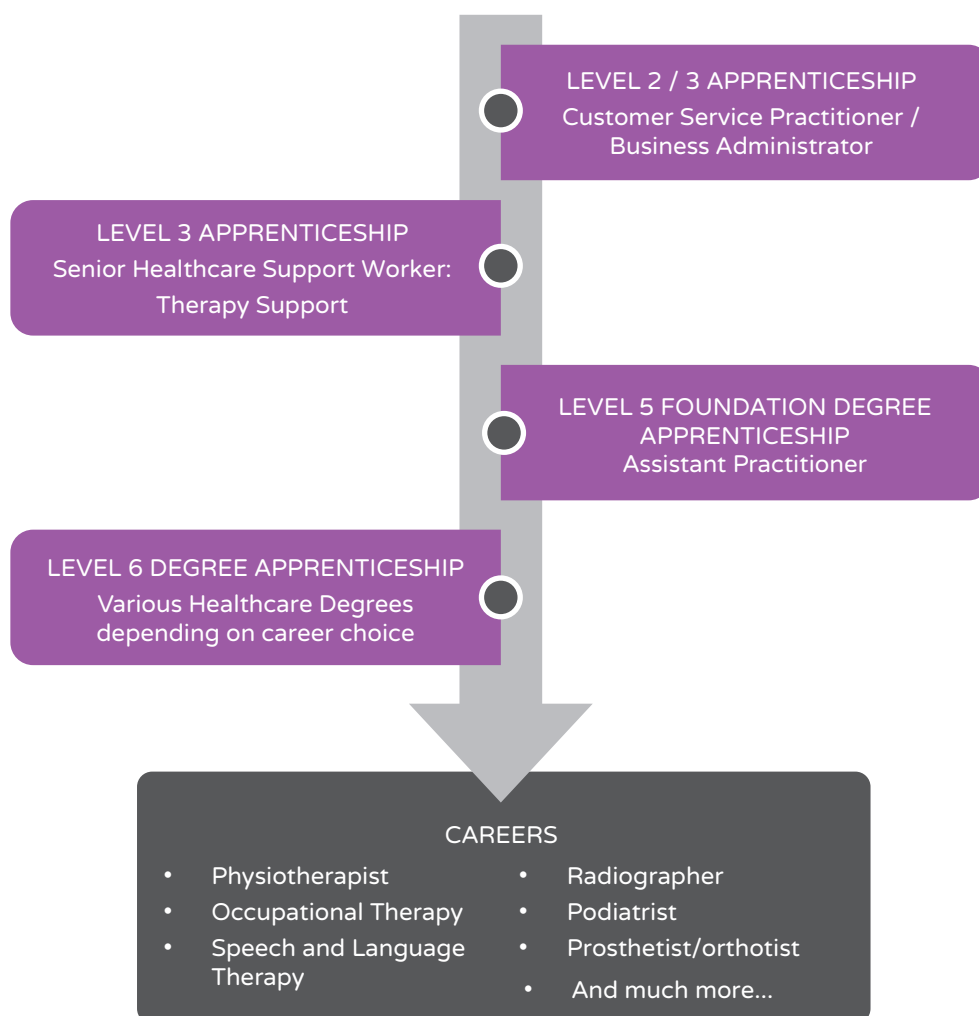 LEVEL 2 / 3 APPRENTICESHIP
Customer Service Practitioner /
Business Administrator
LEVEL 3 APPRENTICESHIP
Senior Healthcare Support Worker:
Therapy Support
LEVEL 5 FOUNDATION DEGREE
APPRENTICESHIP
Assistant Practitioner
LEVEL 6 DEGREE APPRENTICESHIP
Various Healthcare Degrees
depending on career choice
CAREERS
• Physiotherapist
• Occupational Therapy
• Speech and Language
Therapy
• Radiographer
• Podiatrist
• Prosthetist/orthotist
• And much more...